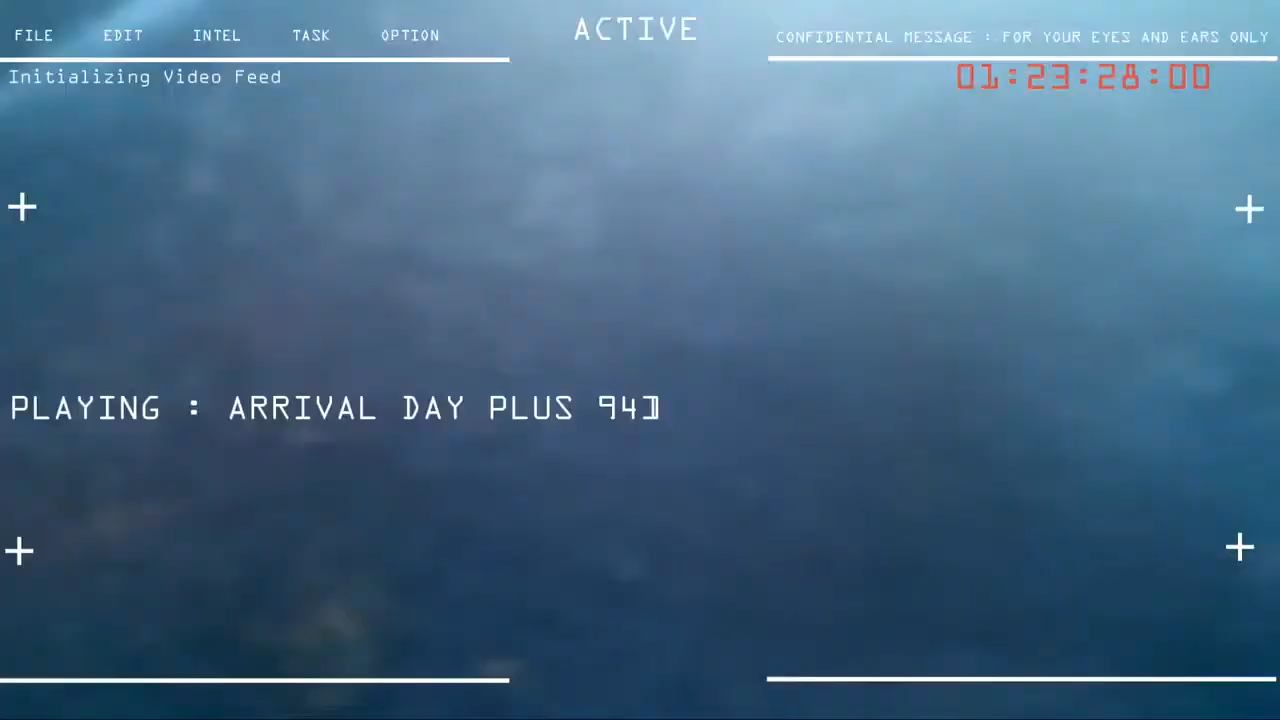 FILE EDIT INTEL TASK OPTION
ACTIVE
CONFIDENTIAL MESSAGE : FOR YOUR EYES AND EARS ONLY
Initializing Video Feed
01:23:28:00
PLAYING : ARRIVAL DAY PLUS 94